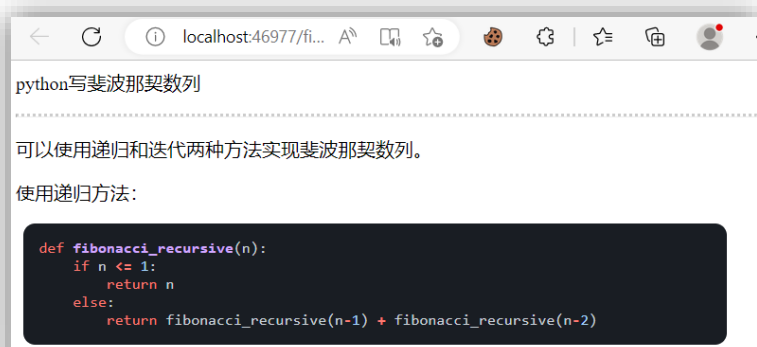 localhost:46977/fi...
python写斐波那契数列
可以使用递归和迭代两种方法实现斐波那契数列。
使用递归方法：
def fibonacci_recursive(n):
    if n <= 1:
        return n
    else:
        return fibonacci_recursive(n-1) + fibonacci_recursive(n-2)